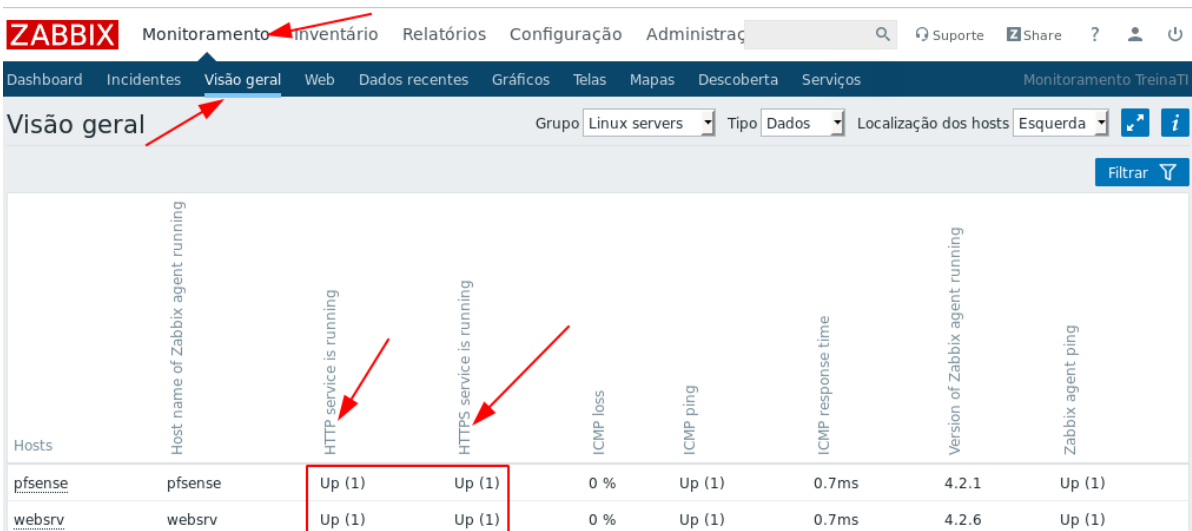 ZABBIX Monitoramento Inventário Relatórios Configuração Administraç Suporte Z Share ?
Dashboard Incidentes Visão geral Web Dados recentes Gráficos Telas Mapas Descoberta Serviços Monitoramento TreinaTI
Visão geral Grupo Linux servers Tipo Dados Localização dos hosts Esquerda i
Filtrar
Hosts Host name of Zabbix agent running HTTP service is running HTTPS service is running ICMP loss ICMP ping ICMP response time Version of Zabbix agent running Zabbix agent ping
pfsense pfsense Up (1) Up (1) 0 % Up (1) 0.7ms 4.2.1 Up (1)
websrv websrv Up (1) Up (1) 0 % Up (1) 0.7ms 4.2.6 Up (1)